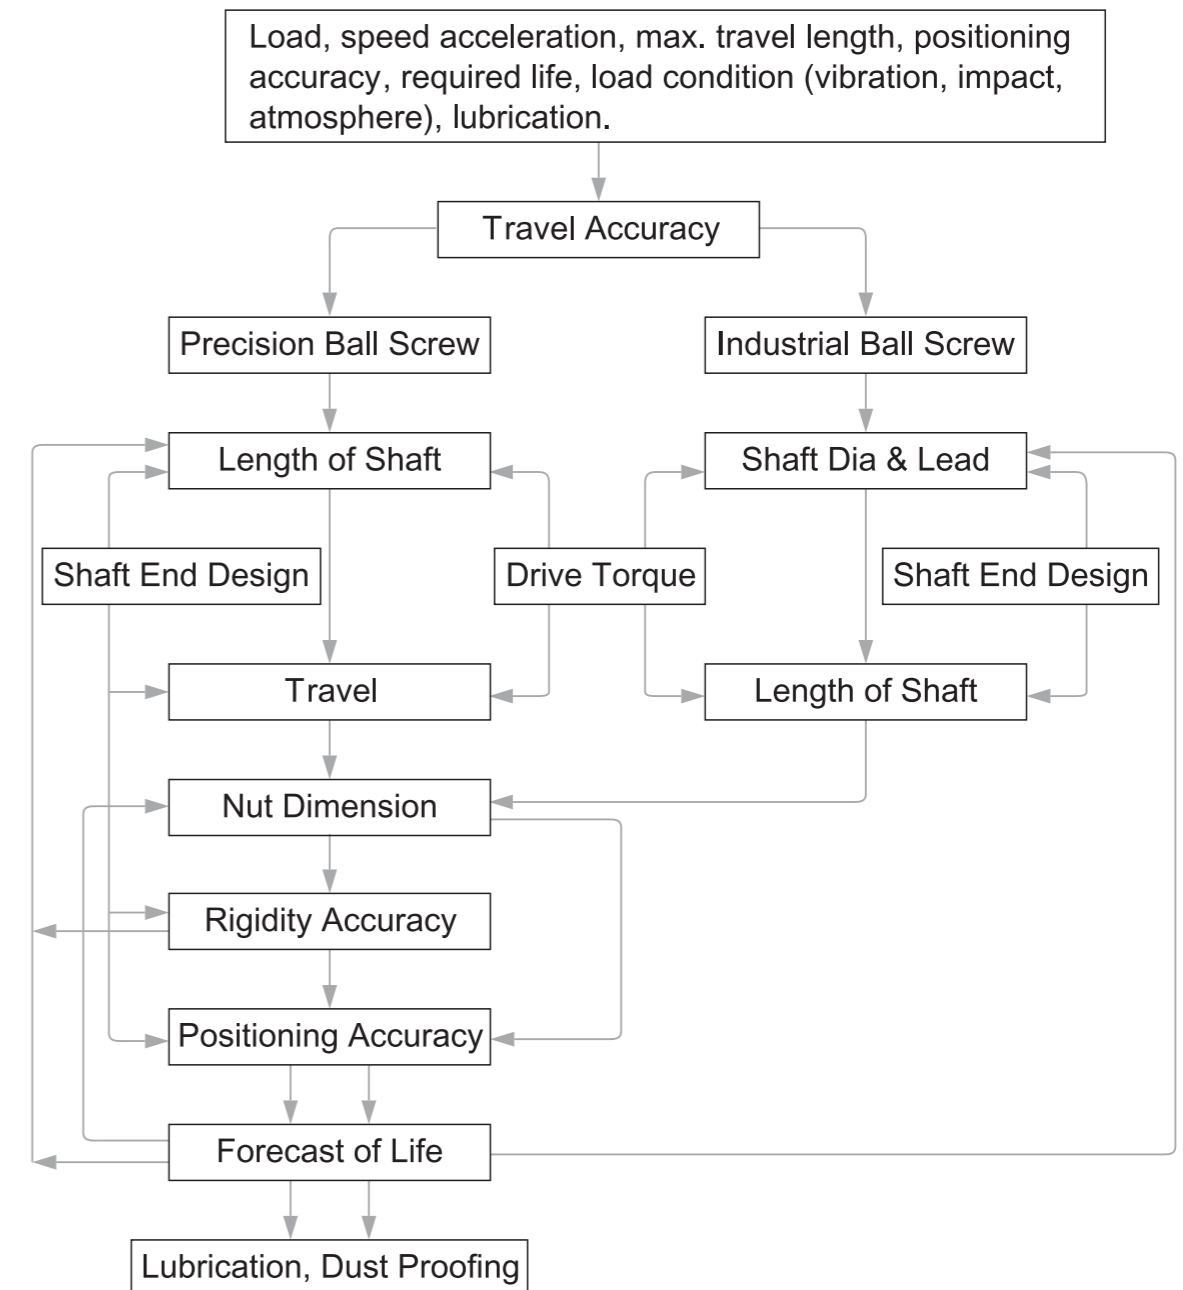 Load, speed acceleration, max. travel length, positioning
accuracy, required life, load condition (vibration, impact,
atmosphere), lubrication.
Travel Accuracy
Precision Ball Screw
Industrial Ball Screw
Length of Shaft
Shaft Dia & Lead
Shaft End Design
Drive Torque
Shaft End Design
Travel
Length of Shaft
Nut Dimension
Rigidity Accuracy
Positioning Accuracy
Forecast of Life
Lubrication, Dust Proofing